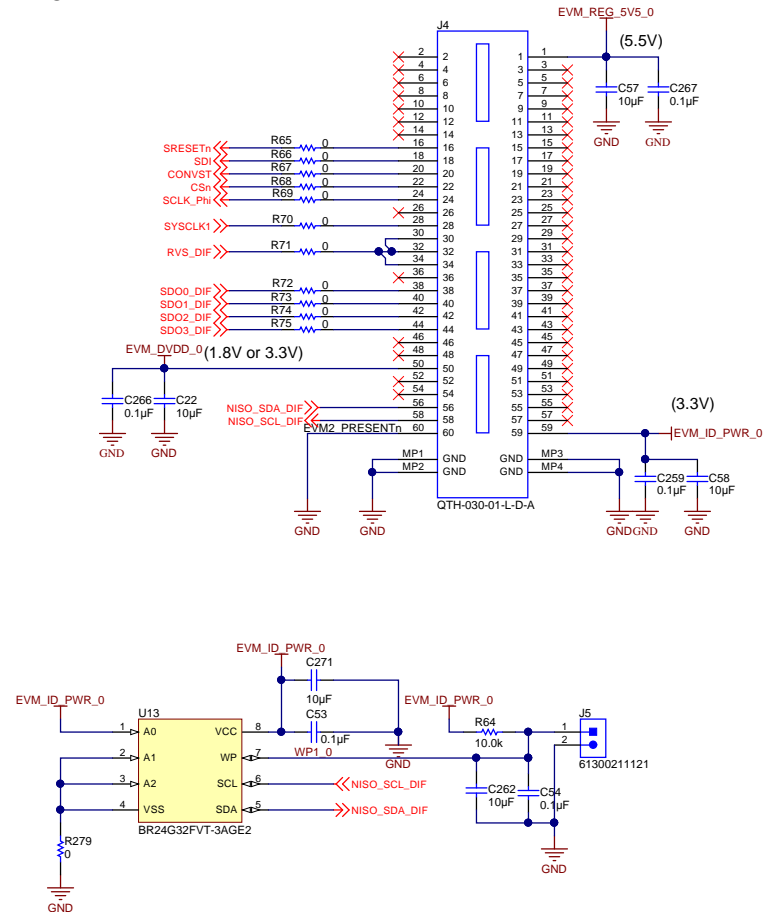 EVM_REG_5V5_0
J4
(5.5V)
2 2 1 1
4 4 3 3
6 6 5 5
8 8 7 7
10 10 9 9
12 12 11 11
14 14 13 13
SRESETn R65 0 16 16 15 15
SDI R66 0 18 18 17 17
CONVST R67 0 20 20 19 19
CSn R68 0 22 22 21 21
SCLK_Phi R69 0 24 24 23 23
26 26 25 25
SYSCLK1 R70 0 28 28 27 27
30 30 29 29
RVS_DIF R71 0 32 32 31 31
34 34 33 33
36 36 35 35
SDO0_DIF R72 0 38 38 37 37
SDO1_DIF R73 0 40 40 39 39
SDO2_DIF R74 0 42 42 41 41
SDO3_DIF R75 0 44 44 43 43
46 46 45 45
48 48 47 47
50 50 49 49
52 52 51 51
54 54 53 53
NISO_SDA_DIF 56 56 55 55
NISO_SCL_DIF 58 58 57 57
EVM2_PRESENTn 60 60 59 59
MP1 GND GND MP3
MP2 GND GND MP4
QTH-030-01-L-D-A
C57
10µF
C267
0.1µF
GND
GND
EVM_DVDD_0 (1.8V or 3.3V)
C266
0.1µF
C22
10µF
GND
GND
GND
GND
(3.3V)
EVM_ID_PWR_0
C259
0.1µF
C58
10µF
GND
GND
GND
EVM_ID_PWR_0
EVM_ID_PWR_0
C271
10µF
C53
0.1µF
GND
U13
1 A0 VCC 8
2 A1 WP 7 WP1_0
3 A2 SCL 6 NISO_SCL_DIF
4 VSS SDA 5 NISO_SDA_DIF
BR24G32FVT-3AGE2
R279
0
GND
EVM_ID_PWR_0
R64
10.0k
J5
1
2
61300211121
C262
10µF
C54
0.1µF
GND